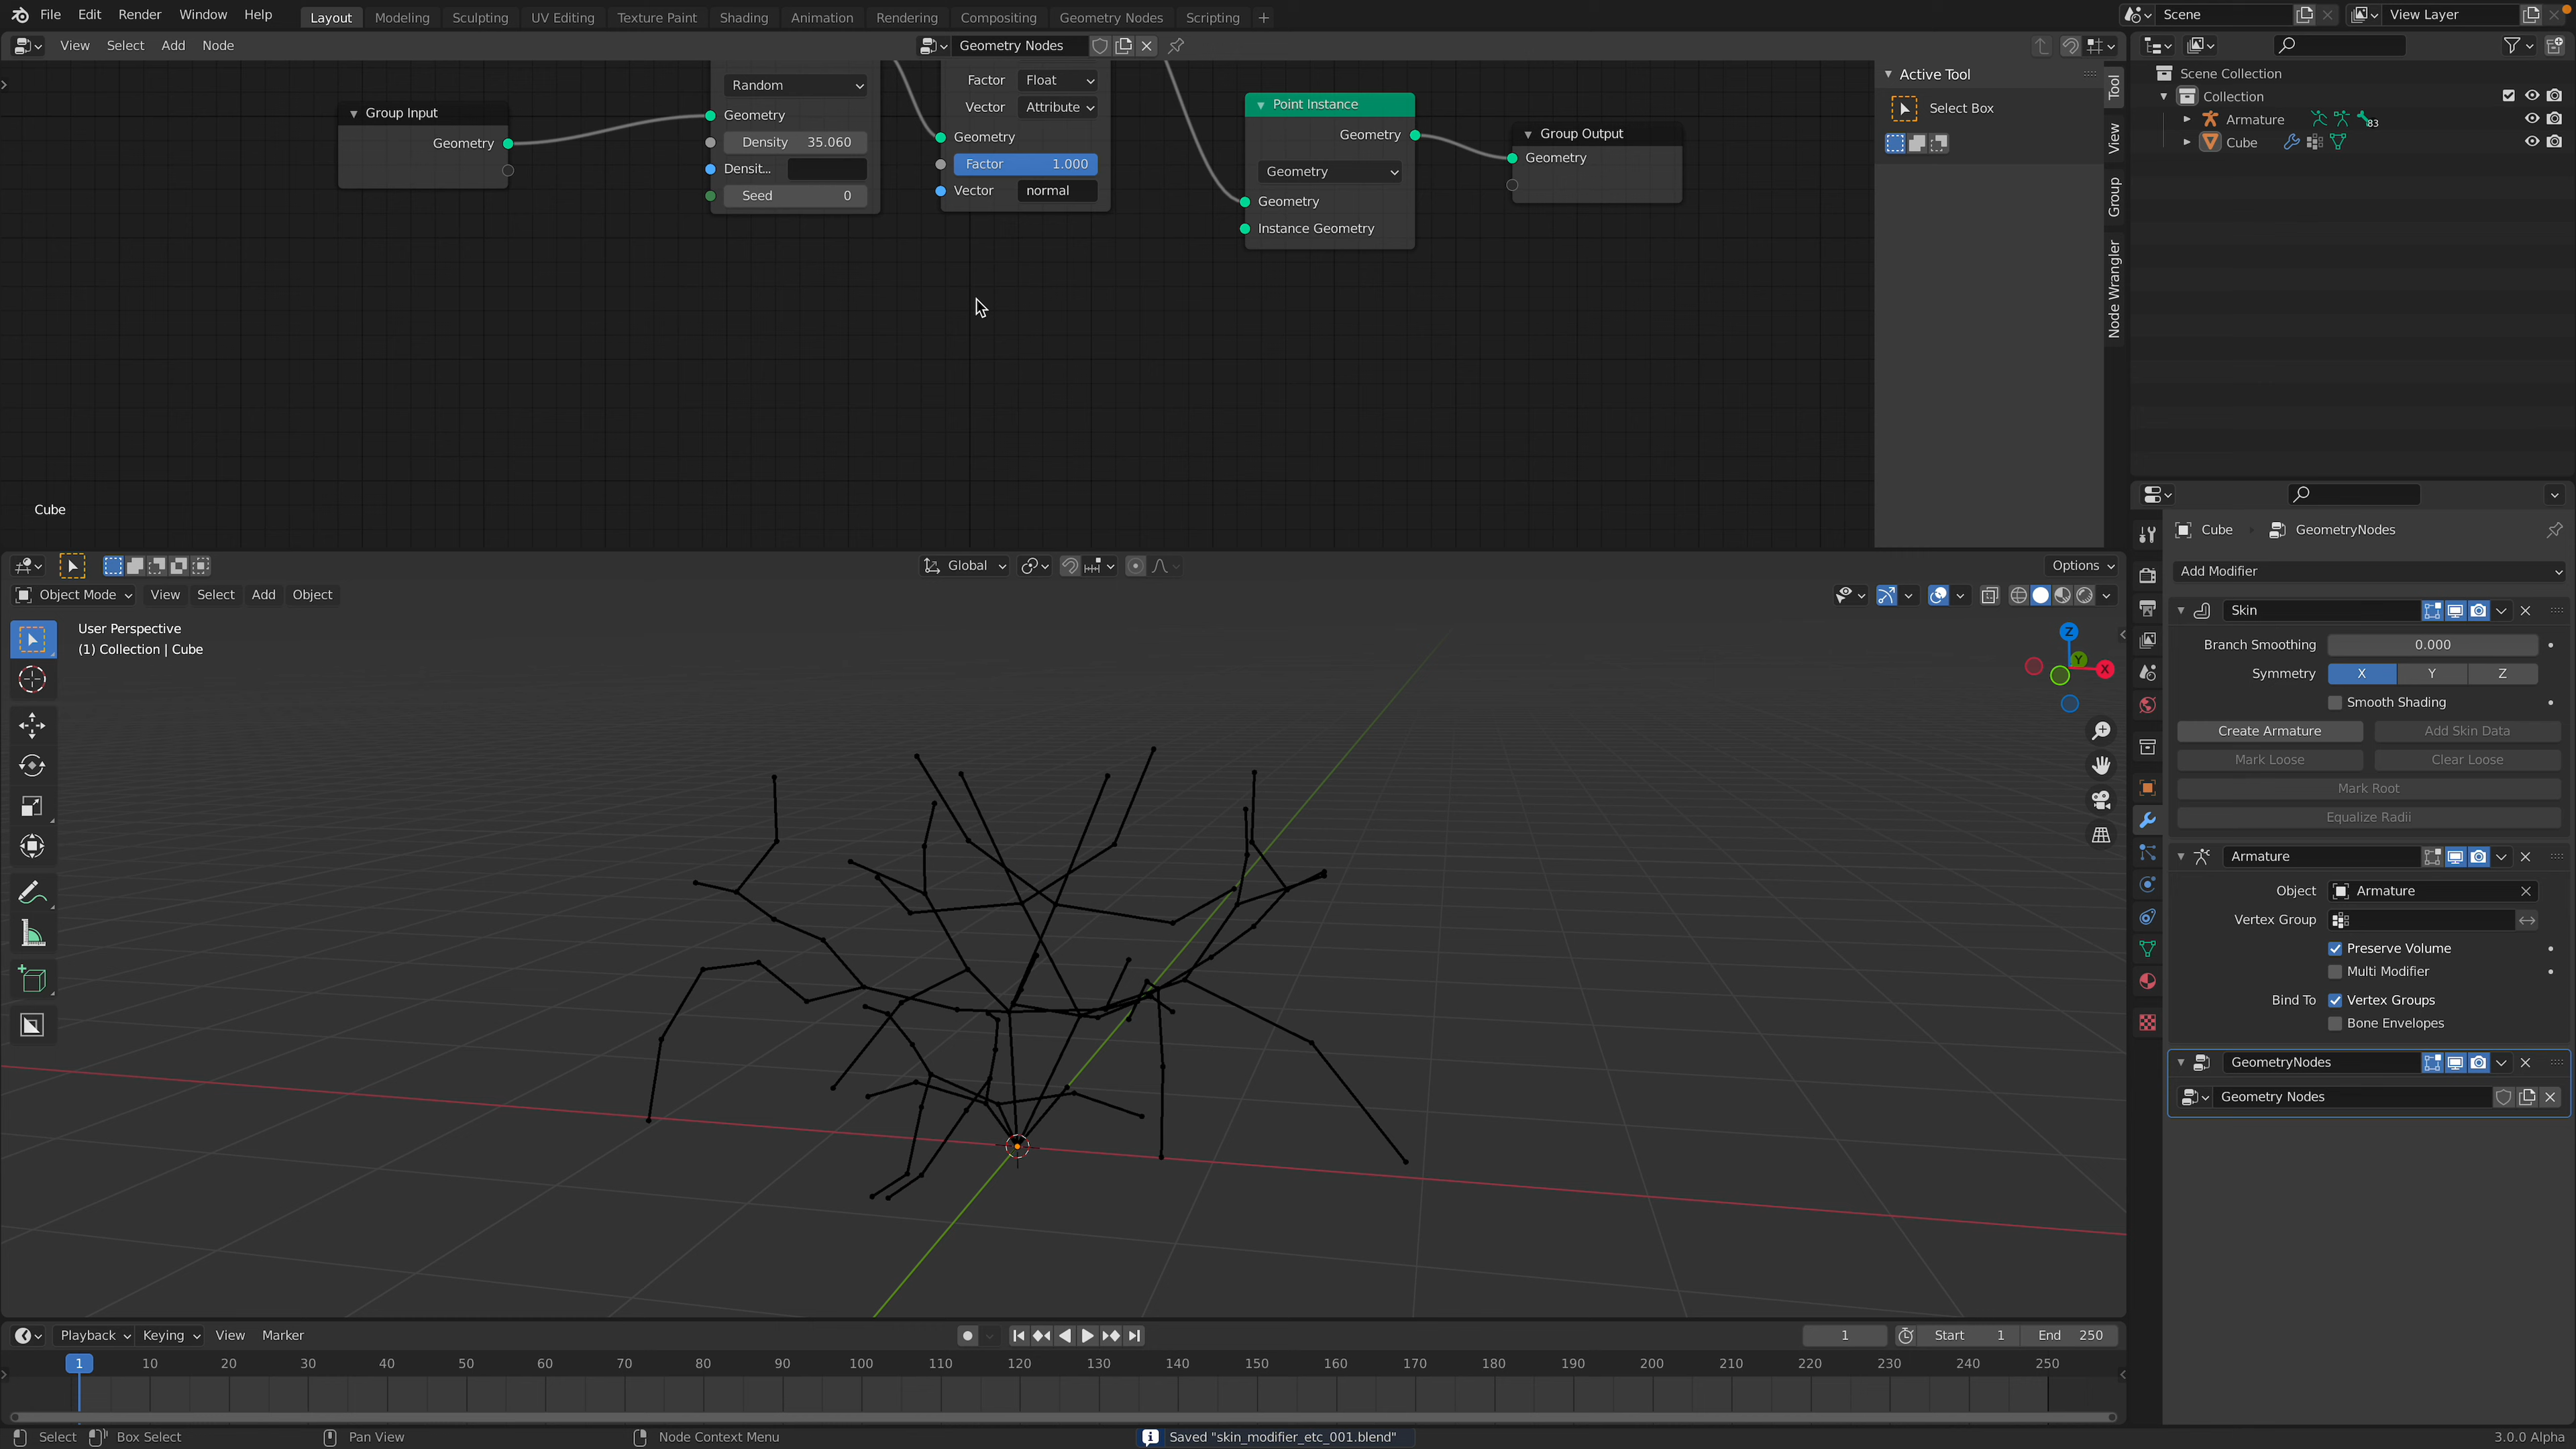 File Edit Render Window Help Layout Modeling Sculpting UV Editing Texture Paint Shading Animation Rendering Compositing Geometry Nodes Scripting + Scene View Layer
View Select Add Node Geometry Nodes
Random
Geometry
Density 35.060
Densit...
Seed 0
Group Input
Geometry
Factor Float
Vector Attribute
Geometry
Factor 1.000
Vector normal
Point Instance
Geometry
Geometry
Geometry
Instance Geometry
Group Output
Geometry
Active Tool
Select Box
Tool
View
Group
Node Wrangler
Cube
Scene Collection
Collection
Armature 83
Cube
Global Options
Object Mode View Select Add Object
User Perspective
(1) Collection | Cube
Z
Y
X
Cube GeometryNodes
Add Modifier
Skin
Branch Smoothing 0.000
Symmetry X Y Z
Smooth Shading
Create Armature Add Skin Data
Mark Loose Clear Loose
Mark Root
Equalize Radii
Armature
Object Armature
Vertex Group
Preserve Volume
Multi Modifier
Bind To Vertex Groups
Bone Envelopes
GeometryNodes
Geometry Nodes
Playback Keying View Marker 1 Start 1 End 250
1 10 20 30 40 50 60 70 80 90 100 110 120 130 140 150 160 170 180 190 200 210 220 230 240 250
Select Box Select Pan View Node Context Menu Saved "skin_modifier_etc_001.blend" 3.0.0 Alpha